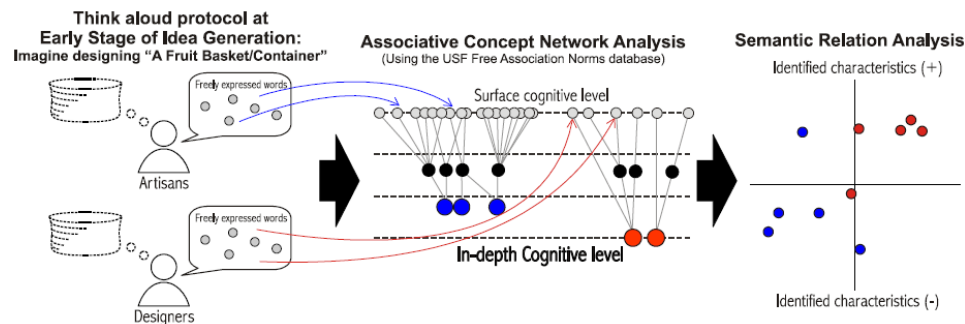 Think aloud protocol at
Early Stage of Idea Generation:
Imagine designing “A Fruit Basket/Container”
Freely expressed words
Artisans
Freely expressed words
Designers
Associative Concept Network Analysis
(Using the USF Free Association Norms database)
Surface cognitive level
In-depth Cognitive level
Semantic Relation Analysis
Identified characteristics (+)
Identified characteristics (-)